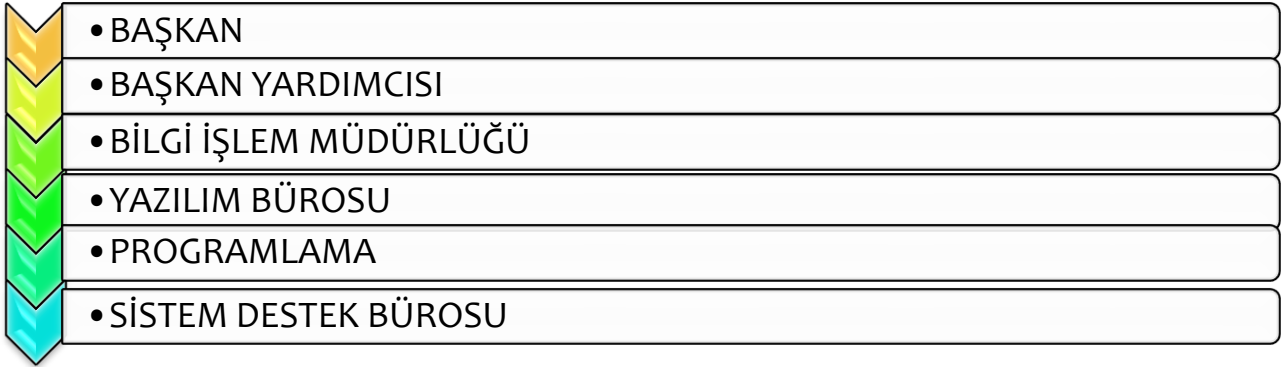 •BAŞKAN
•BAŞKAN YARDIMCISI
•BİLGİ İŞLEM MÜDÜRLÜĞÜ
•YAZILIM BÜROSU
•PROGRAMLAMA
•SİSTEM DESTEK BÜROSU